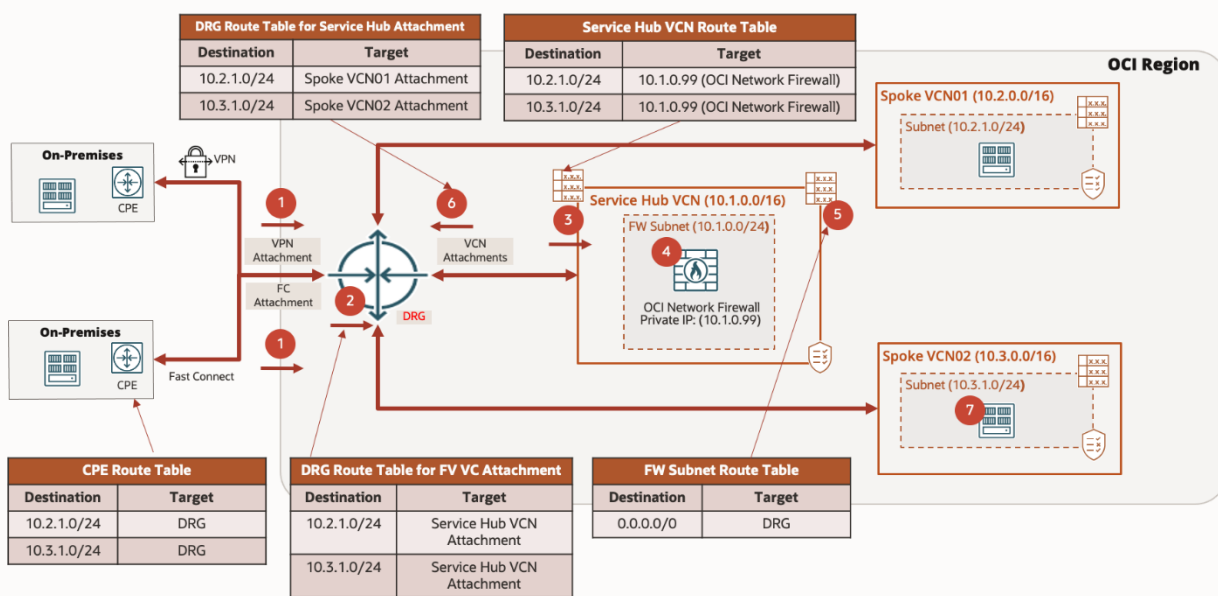 DRG Route Table for Service Hub Attachment
Destination Target
10.2.1.0/24 Spoke VCN01 Attachment
10.3.1.0/24 Spoke VCN02 Attachment
Service Hub VCN Route Table
Destination Target
10.2.1.0/24 10.1.0.99 (OCI Network Firewall)
10.3.1.0/24 10.1.0.99 (OCI Network Firewall)
OCI Region
Spoke VCN01 (10.2.0.0/16)
Subnet (10.2.1.0/24)
On-Premises
CPE
VPN
1
VPN
Attachment
FC
Attachment
1
2
DRG
6
VCN
Attachments
3
Service Hub VCN (10.1.0.0/16)
FW Subnet (10.1.0.0/24)
4
OCI Network Firewall
Private IP: (10.1.0.99)
5
On-Premises
CPE
Fast Connect
Spoke VCN02 (10.3.0.0/16)
Subnet (10.3.1.0/24)
7
CPE Route Table
Destination Target
10.2.1.0/24 DRG
10.3.1.0/24 DRG
DRG Route Table for FV VC Attachment
Destination Target
10.2.1.0/24 Service Hub VCN
Attachment
10.3.1.0/24 Service Hub VCN
Attachment
FW Subnet Route Table
Destination Target
0.0.0.0/0 DRG